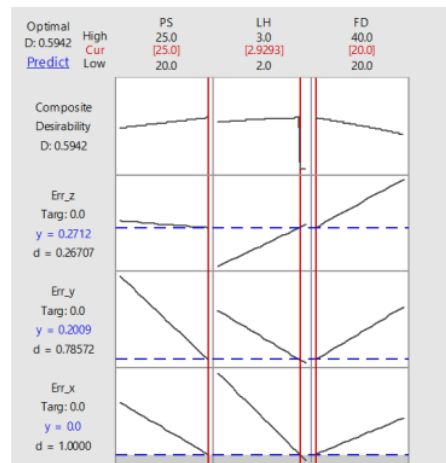 Optimal
D: 0.5942
Predict
High
Cur
Low
PS
25.0
[25.0]
20.0
LH
3.0
[2.9293]
2.0
FD
40.0
[20.0]
20.0
Composite
Desirability
D: 0.5942
Err_z
Targ: 0.0
y = 0.2712
d = 0.26707
Err_y
Targ: 0.0
y = 0.2009
d = 0.78572
Err_x
Targ: 0.0
y = 0.0
d = 1.0000